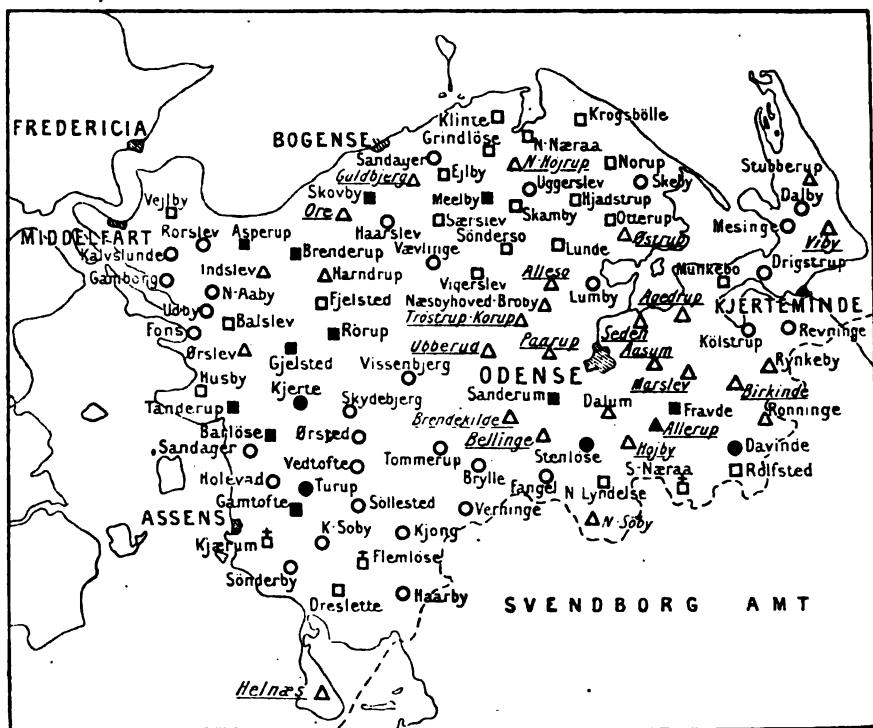 Klinte
Krogsbölle
FREDERICIA
BOGENSE
Grindlöse
N·Næraa
Sandager
N·Højrup
Norup
Stubberup
Guldbjerg
Ejlby
Uggerslev
Skeby
Vejlby
Skovby
Meelby
Hjadstrup
Dalby
Ore
Særslev
Skamby
Otterup
MIDDELFART
Rorslev
Asperup
Haarslev
Sönderso
Østrup
Mesinge
Viby
Kalvslunde
Brenderup
Vævlinge
Lunde
Gamborg
Indslev
Harndrup
Vigerslev
Allesø
Munkebo
Drigstrup
N·Aaby
Fjelsted
Næsbyhoved-Broby
Lumby
Agedrup
KJERTEMINDE
Udby
Balslev
Tröstrup-Korup
Seden
Fons
Rörup
Kölstrup
Revninge
Ørslev
Gjelsted
Vissenbjerg
Ubberud
Paarup
Aasum
Rynkeby
Husby
Kjerte
ODENSE
Marslev
Birkinde
Tanderup
Skydebjerg
Sanderum
Dalum
Fravde
Rönninge
Barlöse
Ørsted
Brendekilde
Allerup
Sandager
Bellinge
Højby
Davinde
Vedtofte
Tommerup
Stenlöse
Holevad
Turup
Brylle
Fangel
S·Næraa
Rolfsted
Gamtofte
Söllested
Verninge
N Lyndelse
ASSENS
K·Soby
Kjong
N·Söby
Kjærum
Flemlöse
Sönderby
Dreslette
Haarby
SVENDBORG AMT
Helnæs